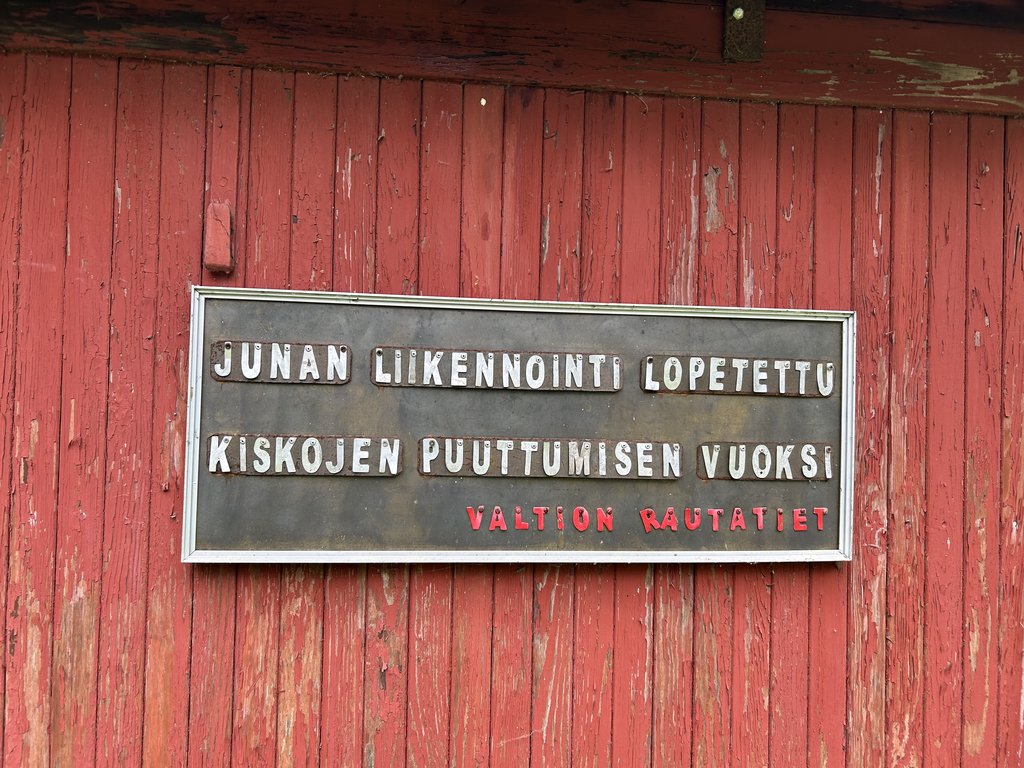 JUNAN LIIKENNOINTI LOPETETTU
KISKOJEN PUUTTUMISEN VUOKSI
VALTION RAUTATIET